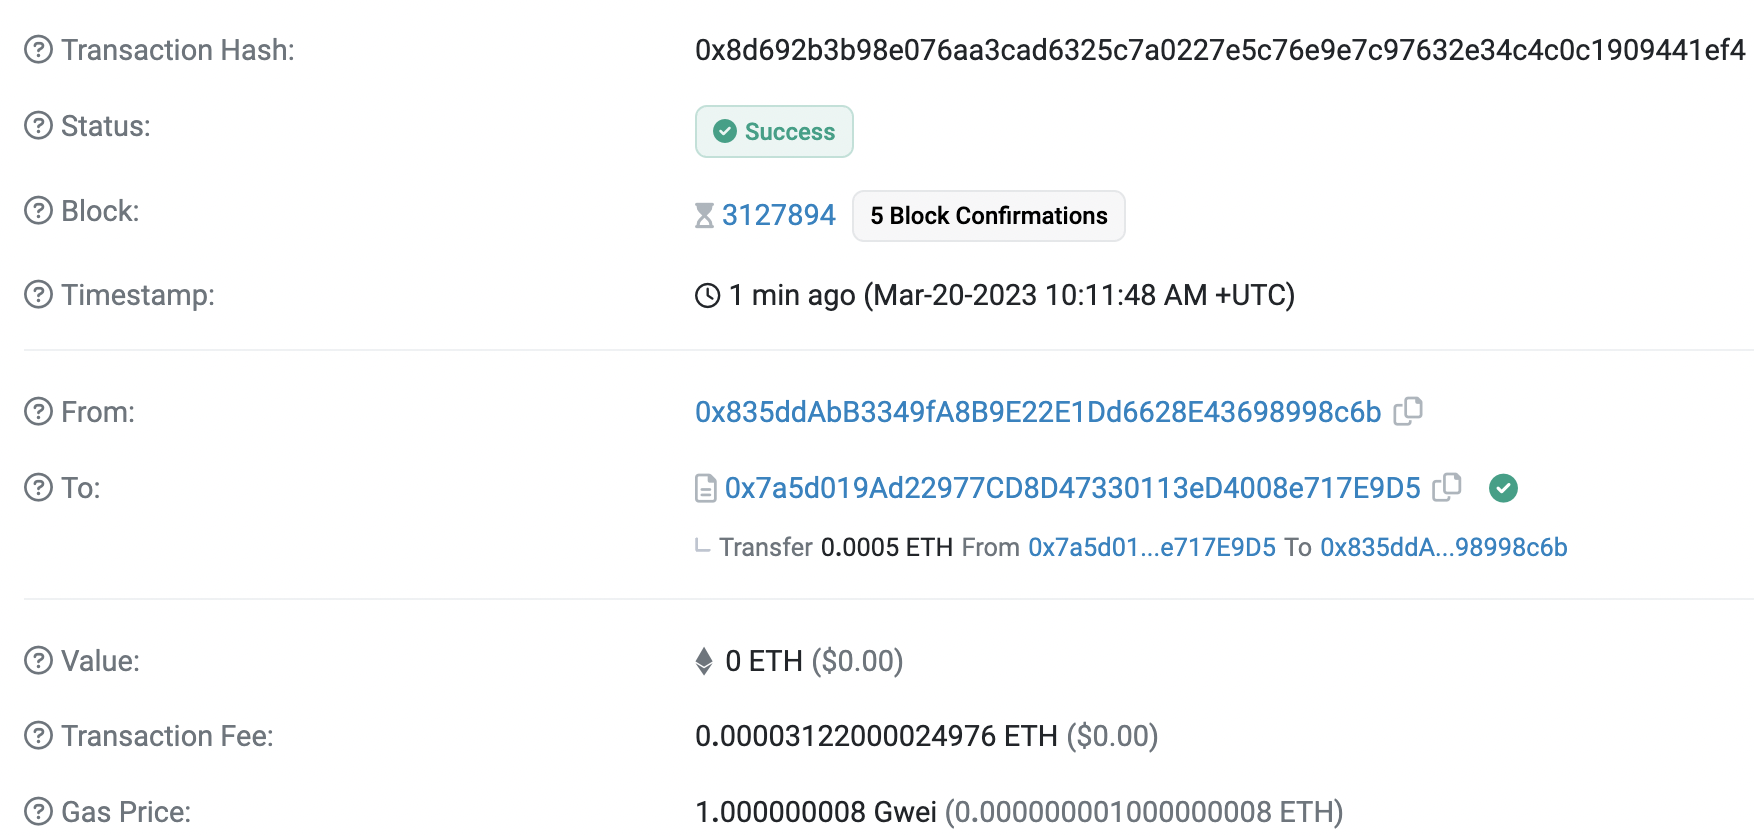 Transaction Hash: 0x8d692b3b98e076aa3cad6325c7a0227e5c76e9e7c97632e34c4c0c1909441ef4
Status: Success
Block: 3127894 5 Block Confirmations
Timestamp: 1 min ago (Mar-20-2023 10:11:48 AM +UTC)
From: 0x835ddAbB3349fA8B9E22E1Dd6628E43698998c6b
To: 0x7a5d019Ad22977CD8D47330113eD4008e717E9D5
Transfer 0.0005 ETH From 0x7a5d01...e717E9D5 To 0x835ddA...98998c6b
Value: 0 ETH ($0.00)
Transaction Fee: 0.00003122000024976 ETH ($0.00)
Gas Price: 1.000000008 Gwei (0.000000001000000008 ETH)